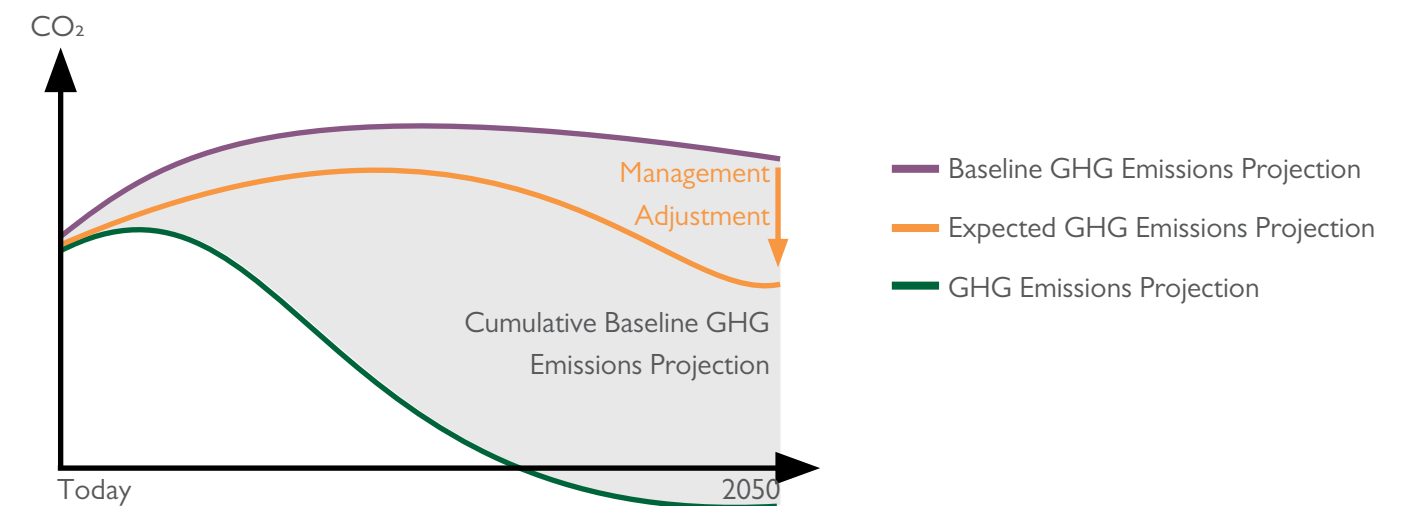 CO₂
Management
Adjustment
Cumulative Baseline GHG
Emissions Projection
Today
2050
Baseline GHG Emissions Projection
Expected GHG Emissions Projection
GHG Emissions Projection